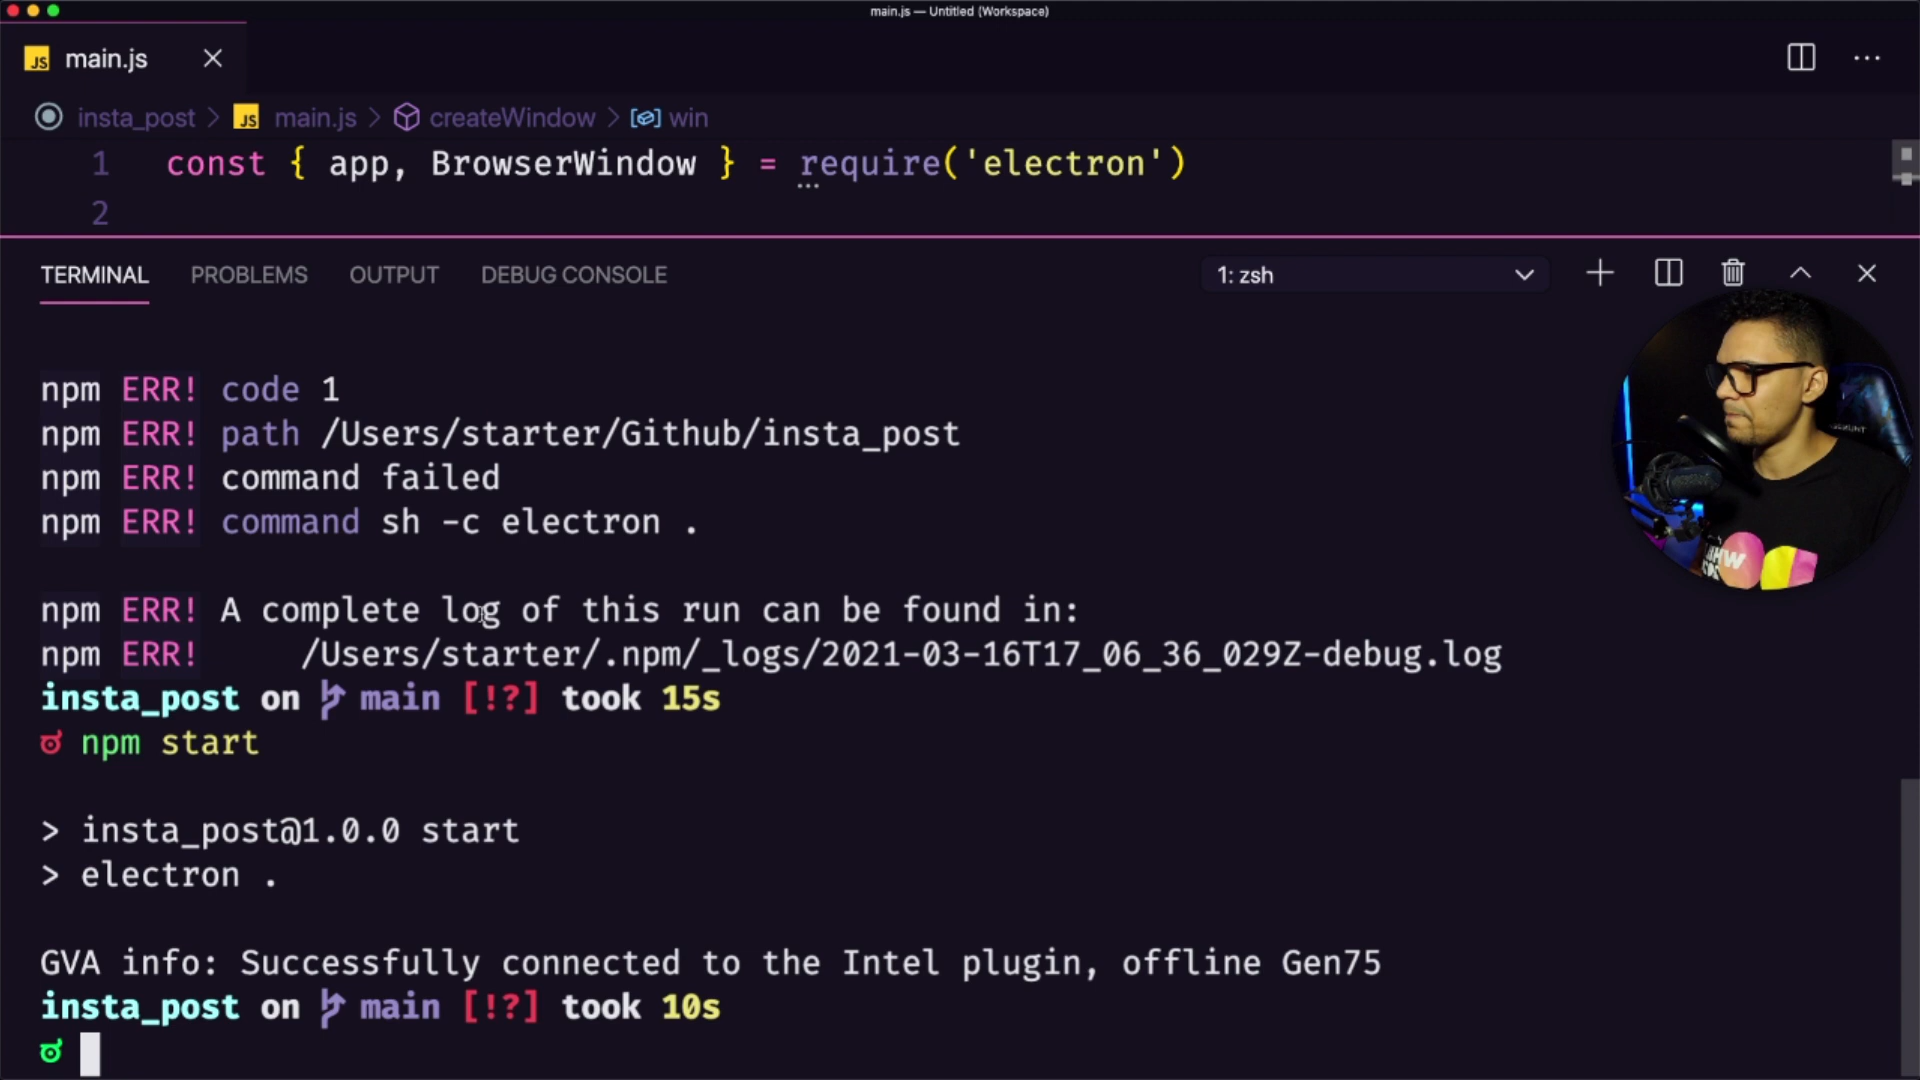 main.js — Untitled (Workspace)
JS main.js
insta_post > JS main.js > createWindow > win
1 const { app, BrowserWindow } = require('electron')
2
TERMINAL PROBLEMS OUTPUT DEBUG CONSOLE 1: zsh
npm ERR! code 1
npm ERR! path /Users/starter/Github/insta_post
npm ERR! command failed
npm ERR! command sh -c electron .
npm ERR! A complete log of this run can be found in:
npm ERR! /Users/starter/.npm/_logs/2021-03-16T17_06_36_029Z-debug.log
insta_post on main [!?] took 15s
npm start
> insta_post@1.0.0 start
> electron .
GVA info: Successfully connected to the Intel plugin, offline Gen75
insta_post on main [!?] took 10s